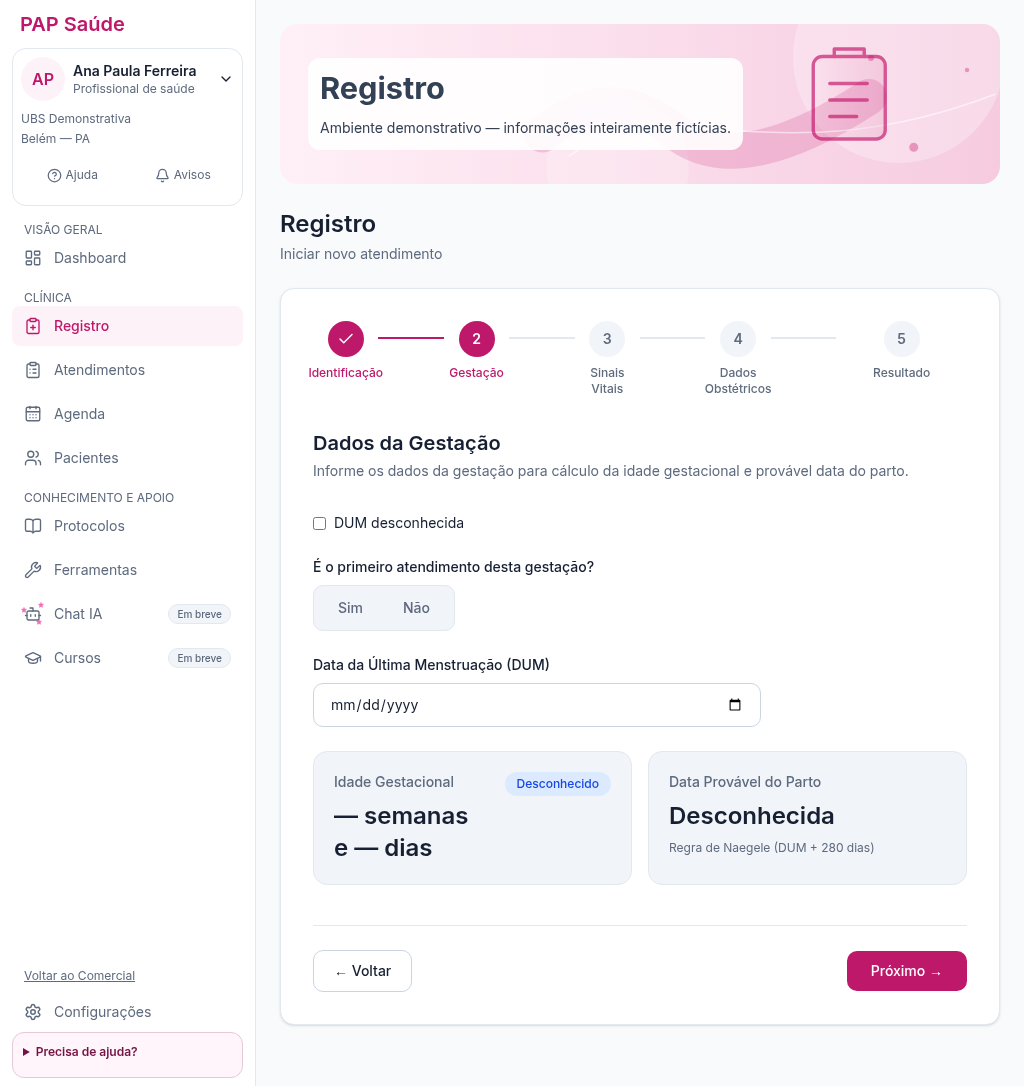 PAP Saúde
AP
Ana Paula Ferreira
Profissional de saúde
UBS Demonstrativa
Belém — PA
Ajuda
Avisos
VISÃO GERAL
Dashboard
CLÍNICA
Registro
Atendimentos
Agenda
Pacientes
CONHECIMENTO E APOIO
Protocolos
Ferramentas
Chat IA
Em breve
Cursos
Em breve
Voltar ao Comercial
Configurações
Precisa de ajuda?
Registro
Ambiente demonstrativo — informações inteiramente fictícias.
Registro
Iniciar novo atendimento
Identificação
2
Gestação
3
Sinais
Vitais
4
Dados
Obstétricos
5
Resultado
Dados da Gestação
Informe os dados da gestação para cálculo da idade gestacional e provável data do parto.
DUM desconhecida
É o primeiro atendimento desta gestação?
Sim
Não
Data da Última Menstruação (DUM)
mm/dd/yyyy
Idade Gestacional
Desconhecido
— semanas
e — dias
Data Provável do Parto
Desconhecida
Regra de Naegele (DUM + 280 dias)
← Voltar
Próximo →